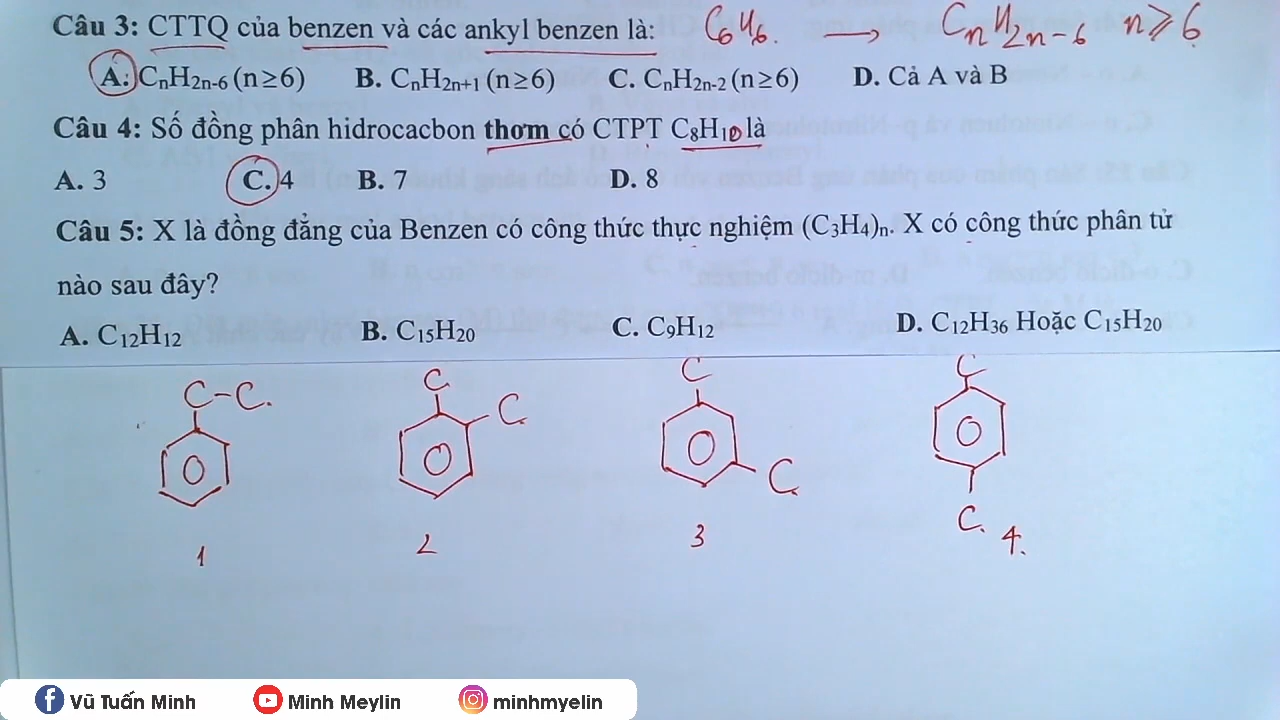 Câu 3: CTTQ của benzen và các ankyl benzen là: C6H6. → CnH2n-6 n≥6
A. CnH2n-6 (n≥6) B. CnH2n+1 (n≥6) C. CnH2n-2 (n≥6) D. Cả A và B
Câu 4: Số đồng phân hidrocacbon thơm có CTPT C8H10 là
A. 3 C. 4 B. 7 D. 8
Câu 5: X là đồng đẳng của Benzen có công thức thực nghiệm (C3H4)n. X có công thức phân tử
nào sau đây?
A. C12H12 B. C15H20 C. C9H12 D. C12H36 Hoặc C15H20
C-C. C C C C
C C.
1 2 3 4.
Vũ Tuấn Minh Minh Meylin minhmyelin